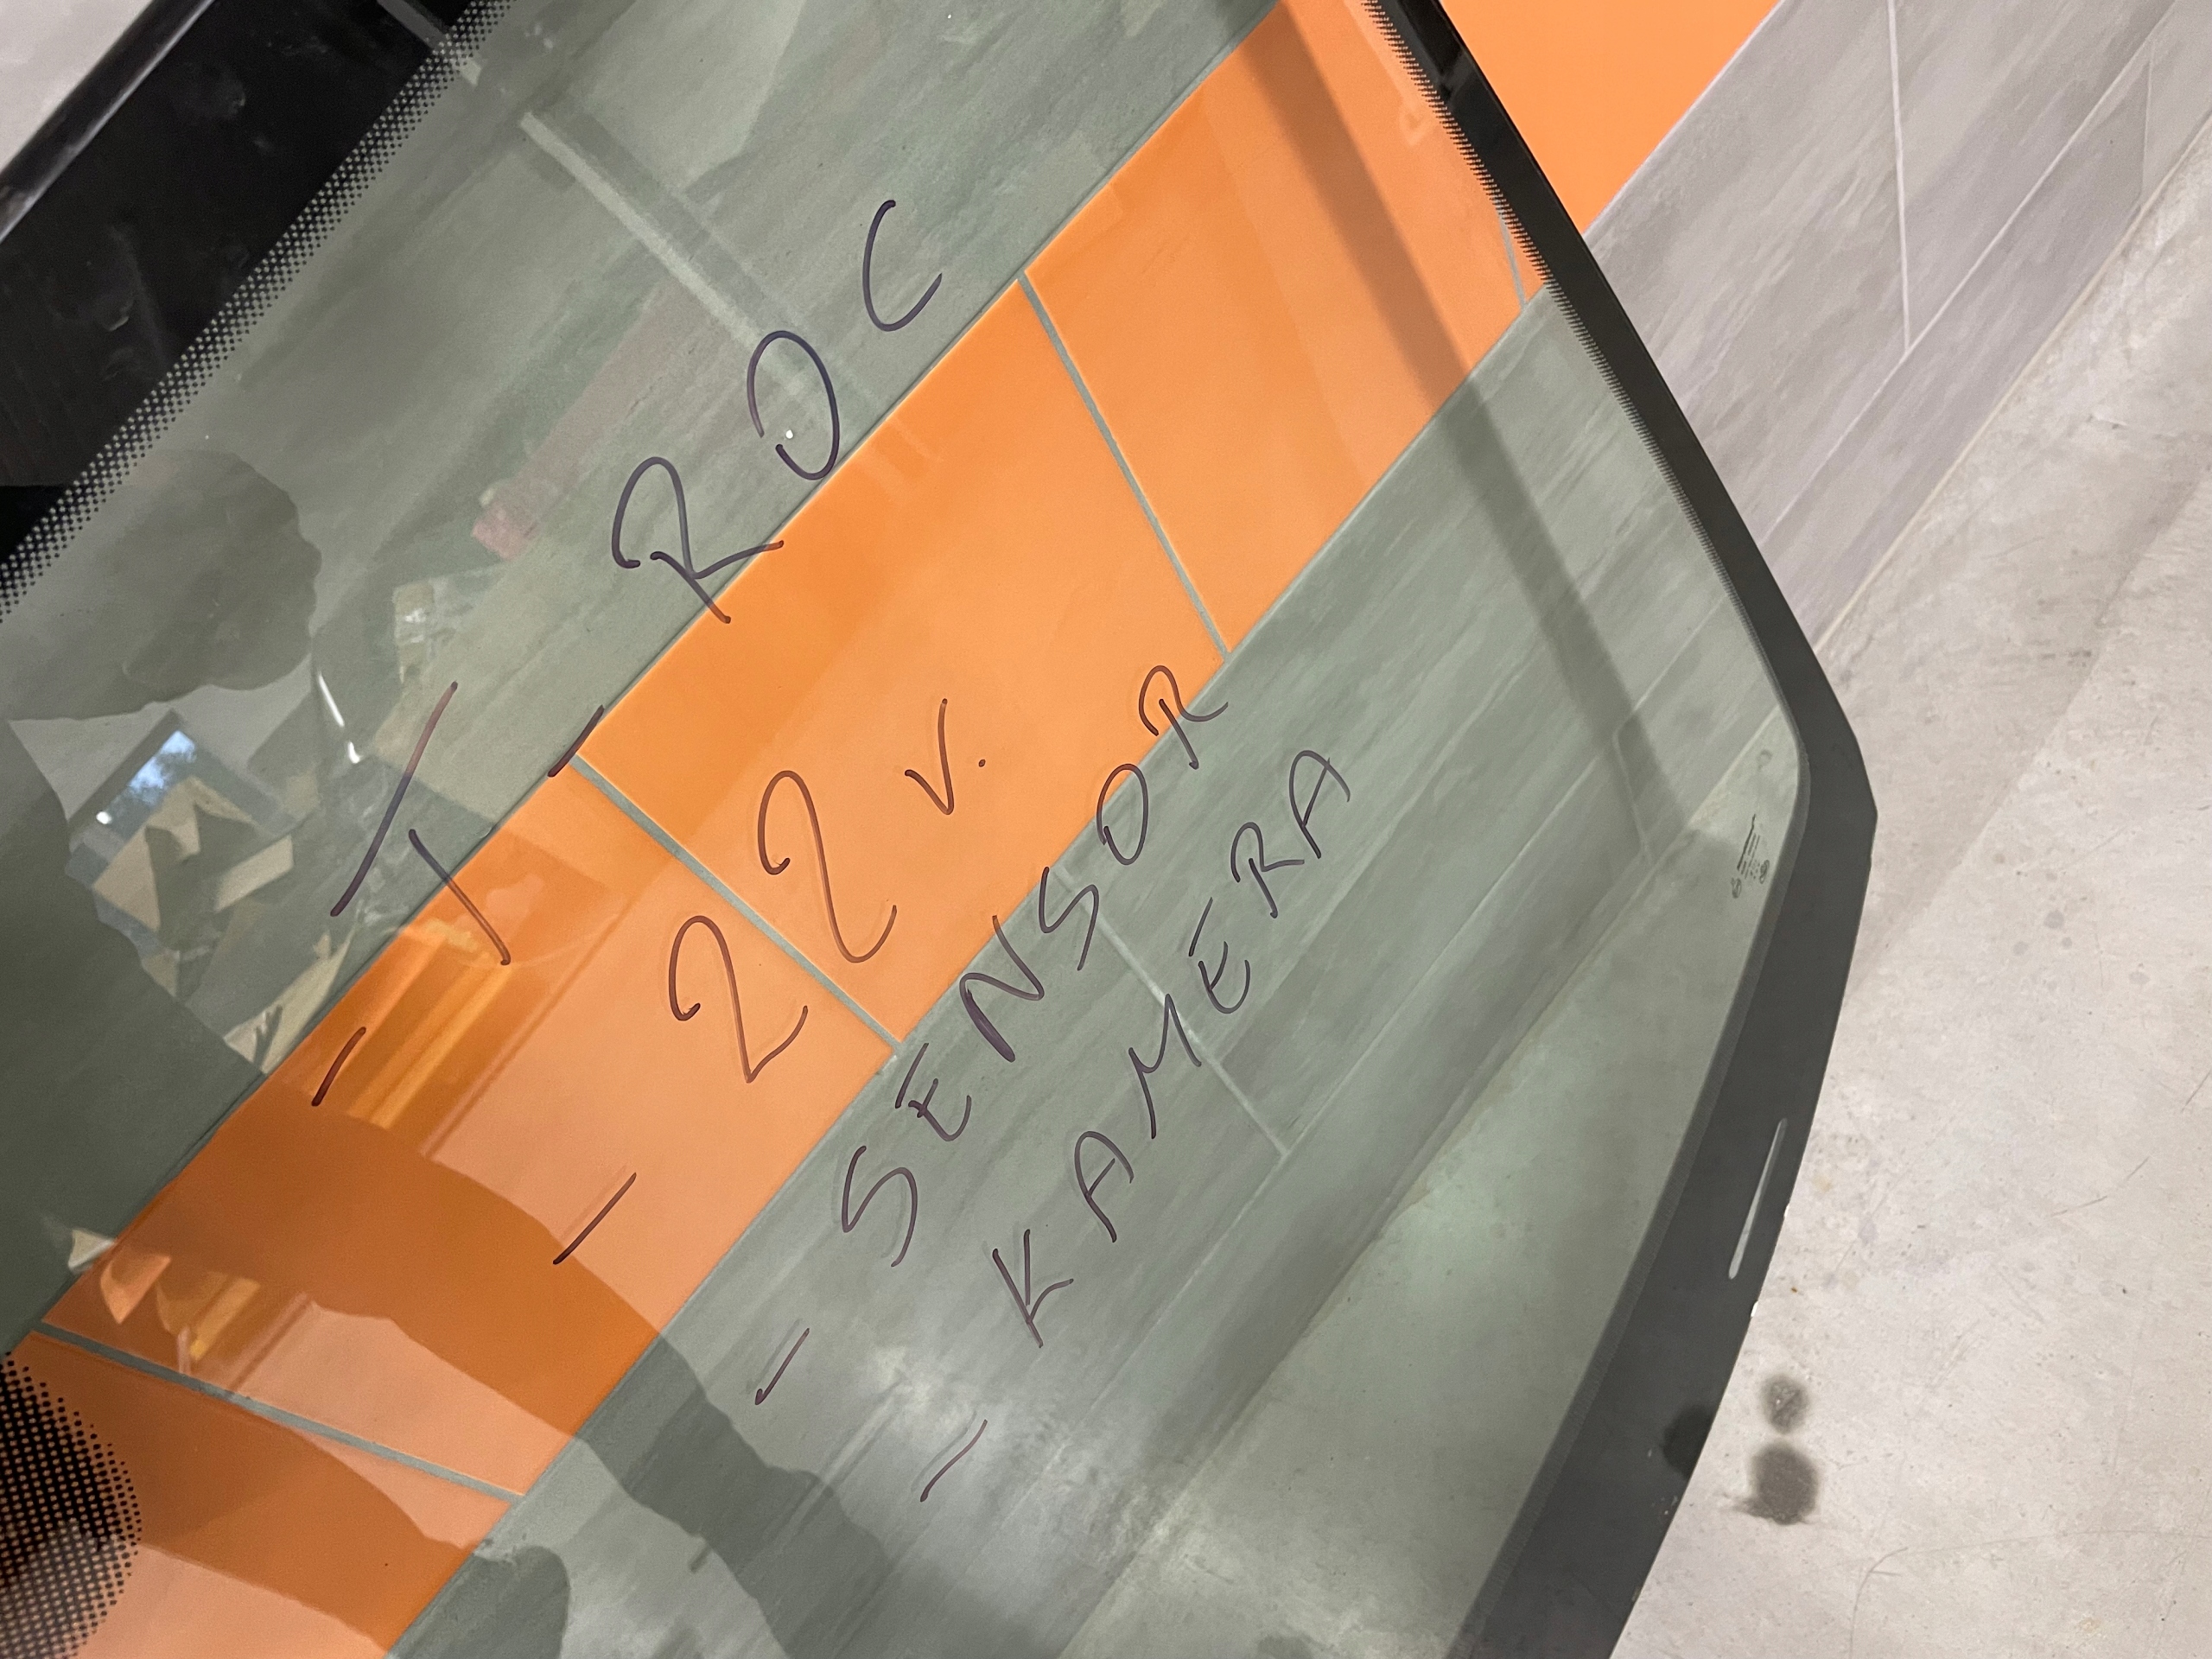 - T-ROC
- 22 v.
- SENSOR
- KAMERA